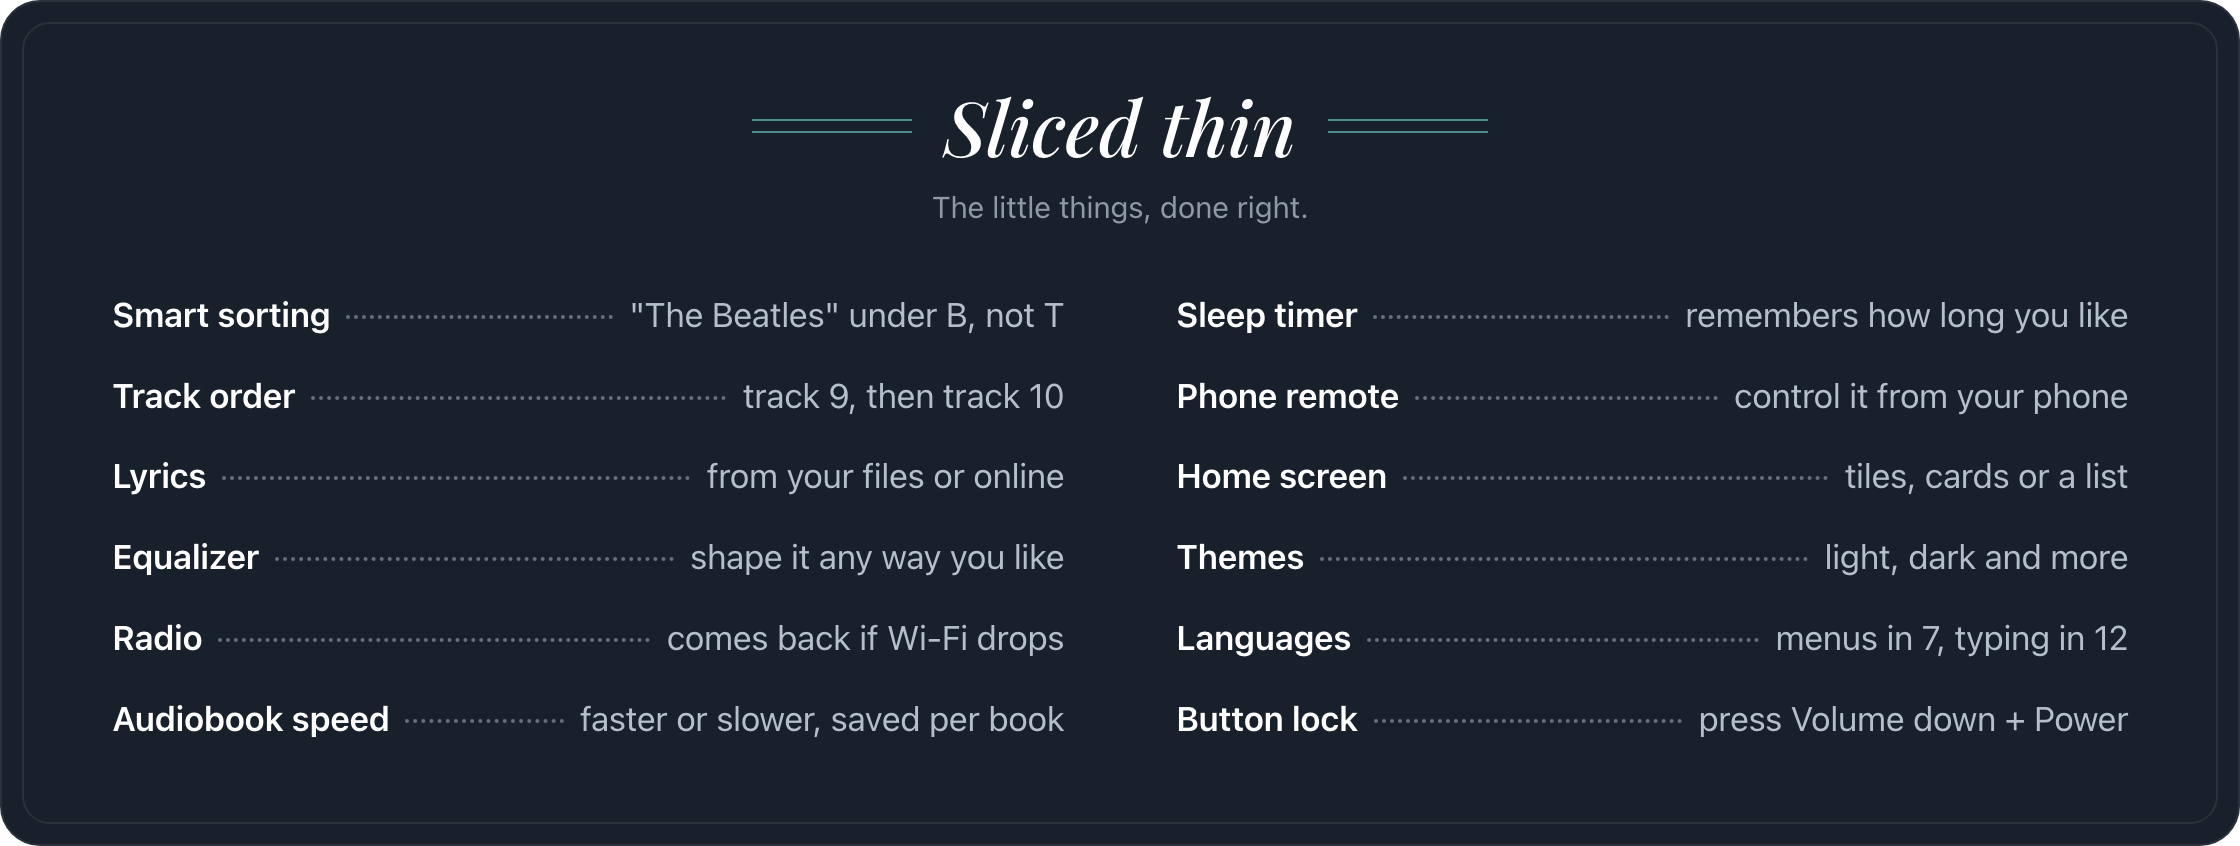 Sliced thin
The little things, done right.
Smart sorting "The Beatles" under B, not T
Track order track 9, then track 10
Lyrics from your files or online
Equalizer shape it any way you like
Radio comes back if Wi-Fi drops
Audiobook speed faster or slower, saved per book
Sleep timer remembers how long you like
Phone remote control it from your phone
Home screen tiles, cards or a list
Themes light, dark and more
Languages menus in 7, typing in 12
Button lock press Volume down + Power